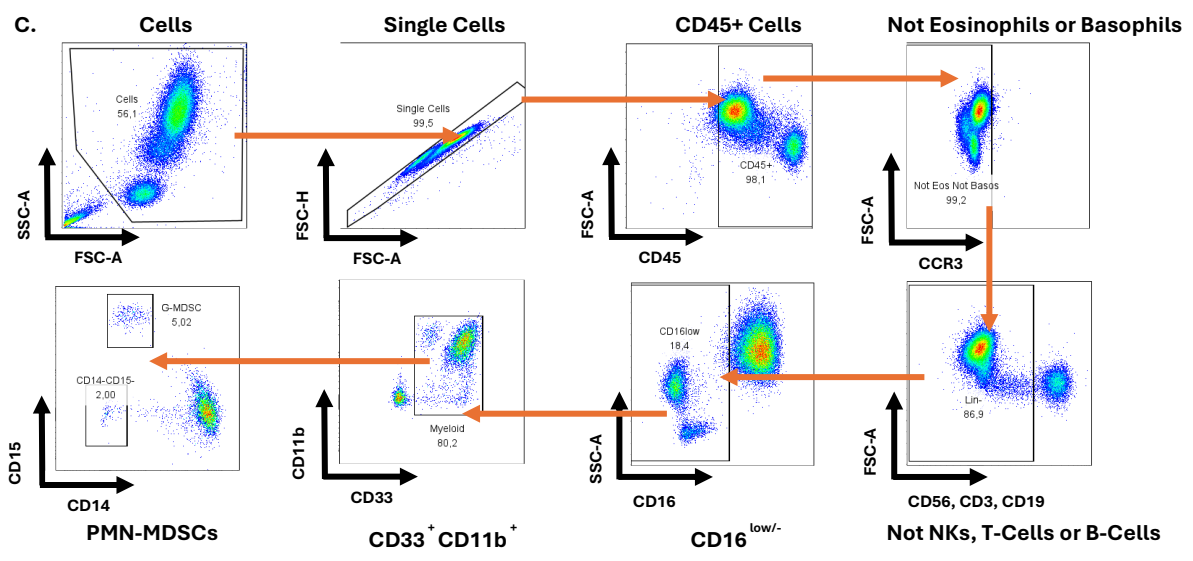 C.
Cells
Single Cells
CD45+ Cells
Not Eosinophils or Basophils
Cells
56,1
SSC-A
FSC-A
Single Cells
99,5
FSC-H
FSC-A
CD45+
98,1
FSC-A
CD45
Not Eos Not Basos
99,2
FSC-A
CCR3
G-MDSC
5,02
CD14-CD15-
2,00
CD15
CD14
PMN-MDSCs
Myeloid
80,2
CD11b
CD33
CD33+ CD11b+
CD16low
18,4
SSC-A
CD16
CD16low/-
Lin-
86,9
FSC-A
CD56, CD3, CD19
Not NKs, T-Cells or B-Cells